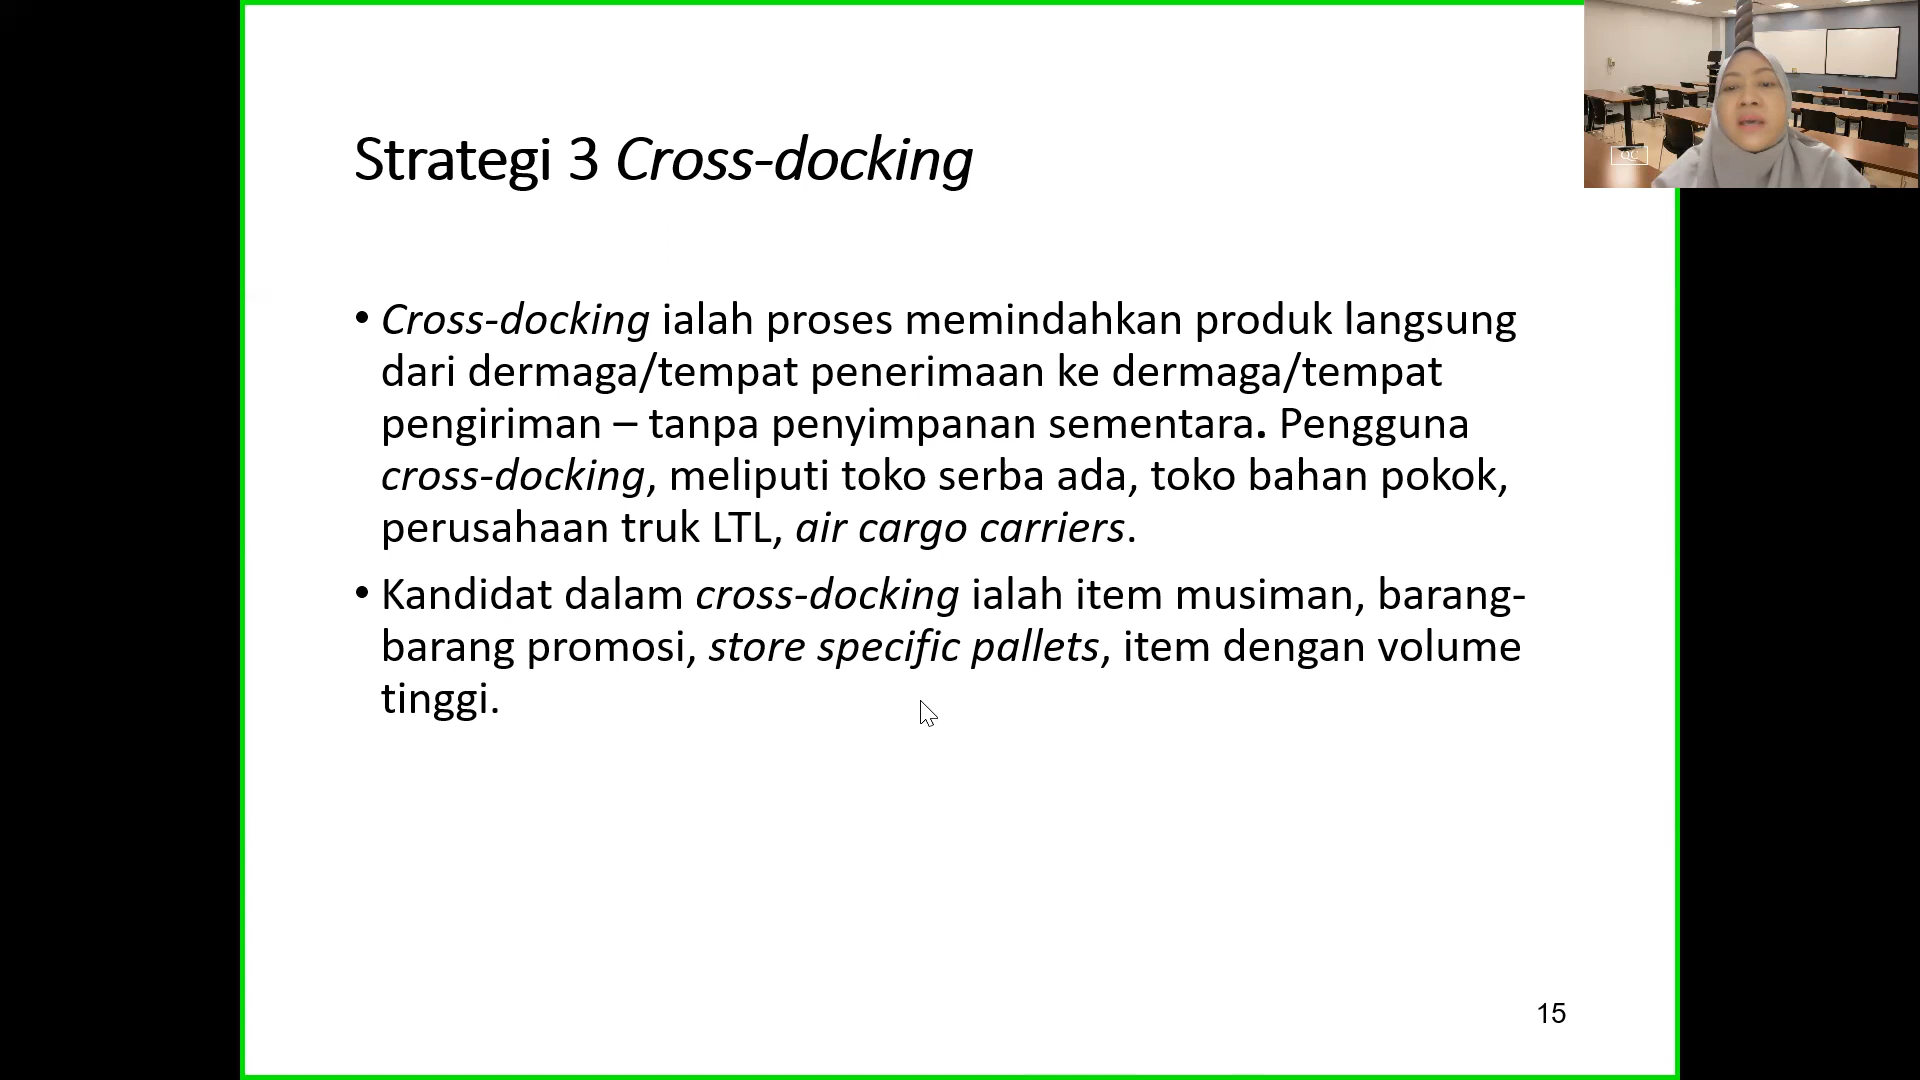 Strategi 3 Cross-docking
• Cross-docking ialah proses memindahkan produk langsung
dari dermaga/tempat penerimaan ke dermaga/tempat
pengiriman – tanpa penyimpanan sementara. Pengguna
cross-docking, meliputi toko serba ada, toko bahan pokok,
perusahaan truk LTL, air cargo carriers.
• Kandidat dalam cross-docking ialah item musiman, barang-
barang promosi, store specific pallets, item dengan volume
tinggi.
15